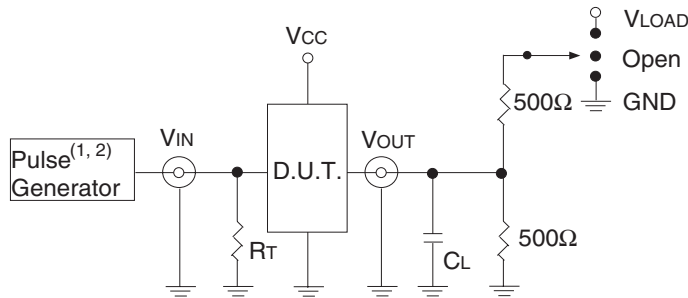 VLOAD
VCC
Open
500Ω
GND
VIN
VOUT
Pulse(1, 2)
Generator
D.U.T.
RT
CL
500Ω